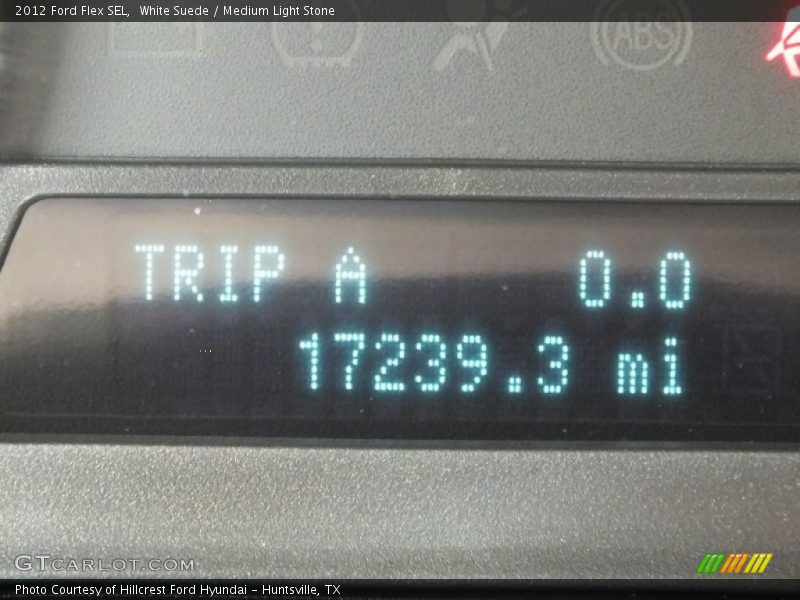 2012 Ford Flex SEL,  White Suede / Medium Light Stone
ABS
TRIP A 0.0
17239.3 mi
GTCARLOT.COM
Photo Courtesy of Hillcrest Ford Hyundai - Huntsville, TX